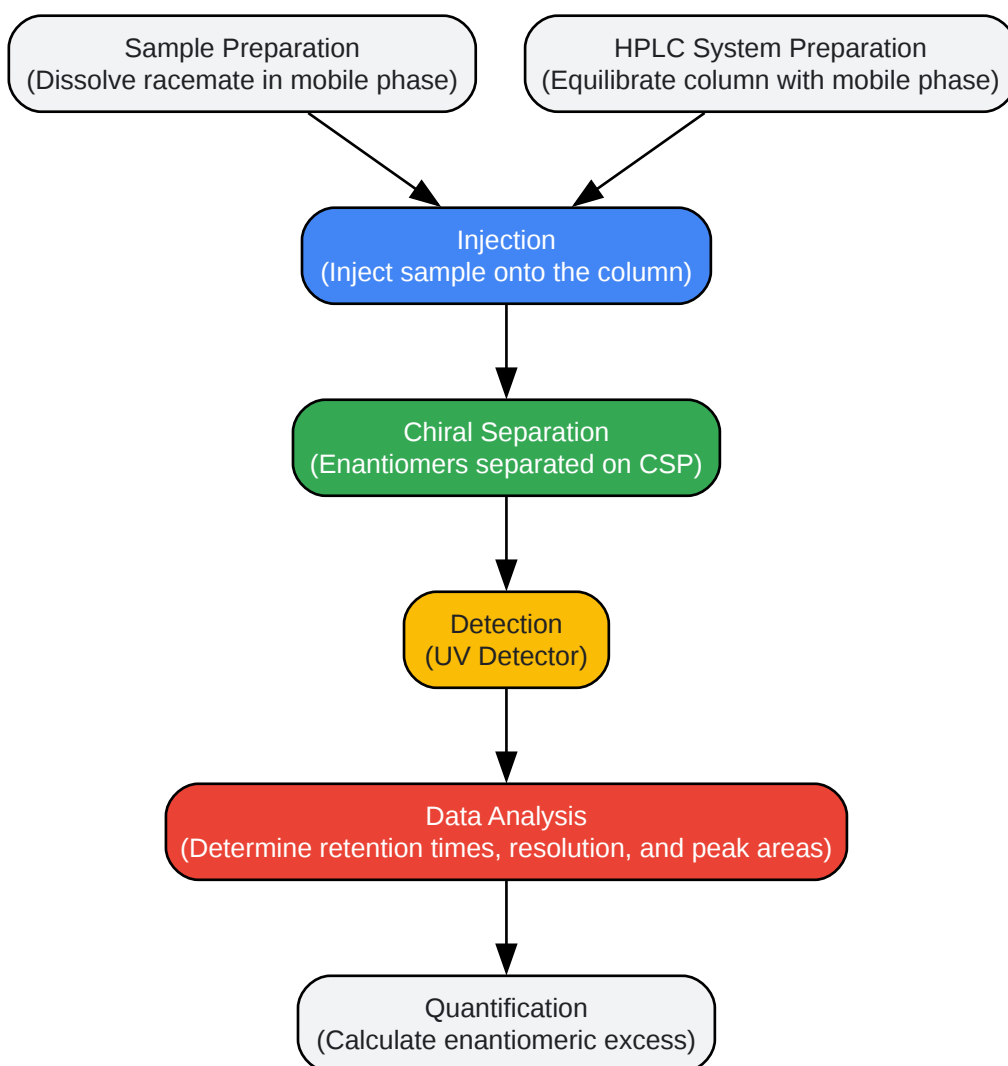 Sample Preparation
(Dissolve racemate in mobile phase)
HPLC System Preparation
(Equilibrate column with mobile phase)
Injection
(Inject sample onto the column)
Chiral Separation
(Enantiomers separated on CSP)
Detection
(UV Detector)
Data Analysis
(Determine retention times, resolution, and peak areas)
Quantification
(Calculate enantiomeric excess)